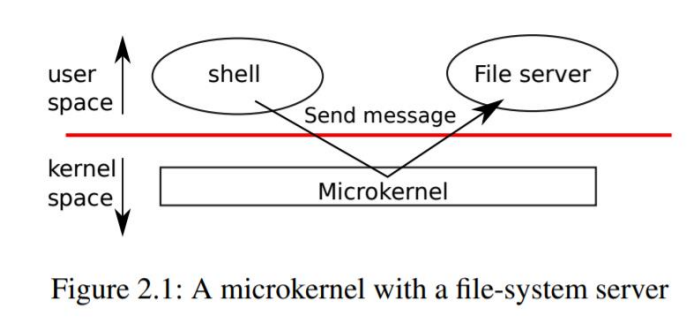 user
space
shell
File server
Send message
kernel
space
Microkernel
Figure 2.1: A microkernel with a file-system server